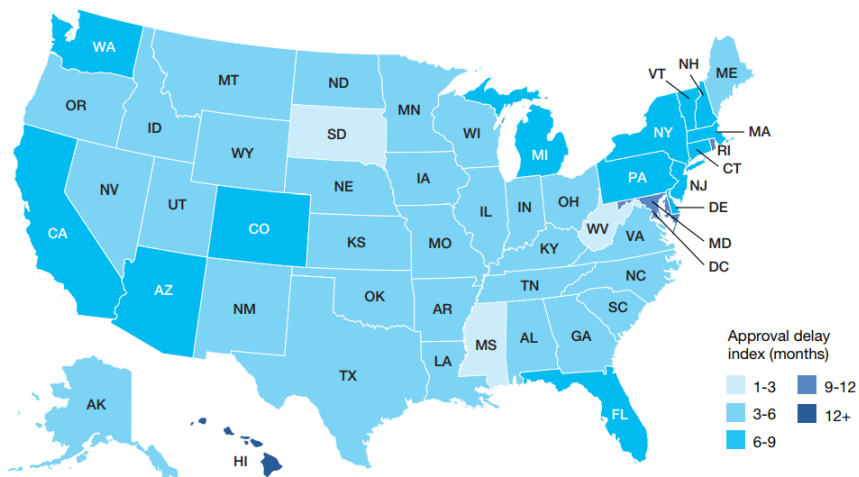 WA
MT
ND
MN
VT
NH
ME
OR
ID
SD
WI
MI
NY
MA
RI
CT
WY
IA
NE
PA
NJ
NV
UT
CO
IL
IN
OH
DE
CA
KS
MO
KY
WV
VA
MD
DC
AZ
NM
OK
AR
TN
NC
SC
MS
AL
GA
TX
LA
FL
AK
HI
Approval delay
index (months)
1-3
9-12
3-6
12+
6-9